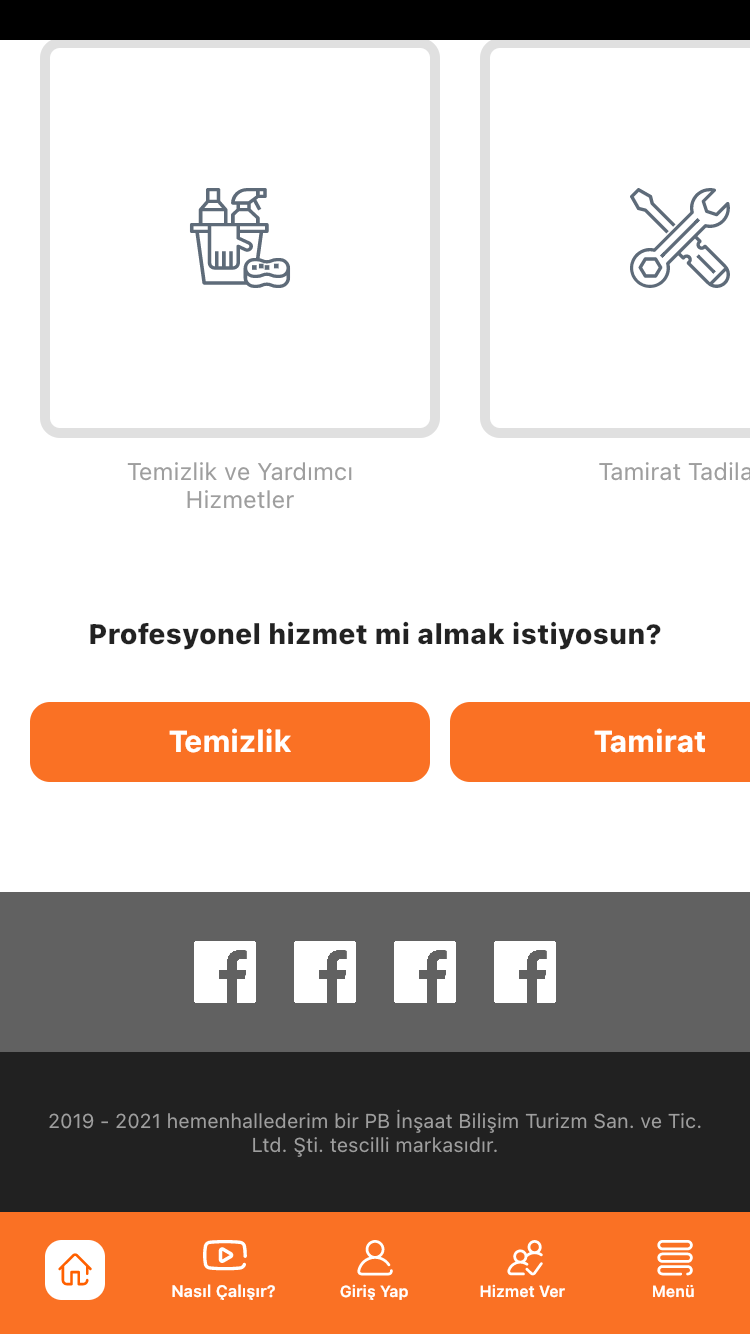 Temizlik ve Yardımcı
Hizmetler
Tamirat Tadila
Profesyonel hizmet mi almak istiyosun?
Temizlik
Tamirat
2019 - 2021 hemenhallederim bir PB İnşaat Bilişim Turizm San. ve Tic.
Ltd. Şti. tescilli markasıdır.
Nasıl Çalışır?
Giriş Yap
Hizmet Ver
Menü